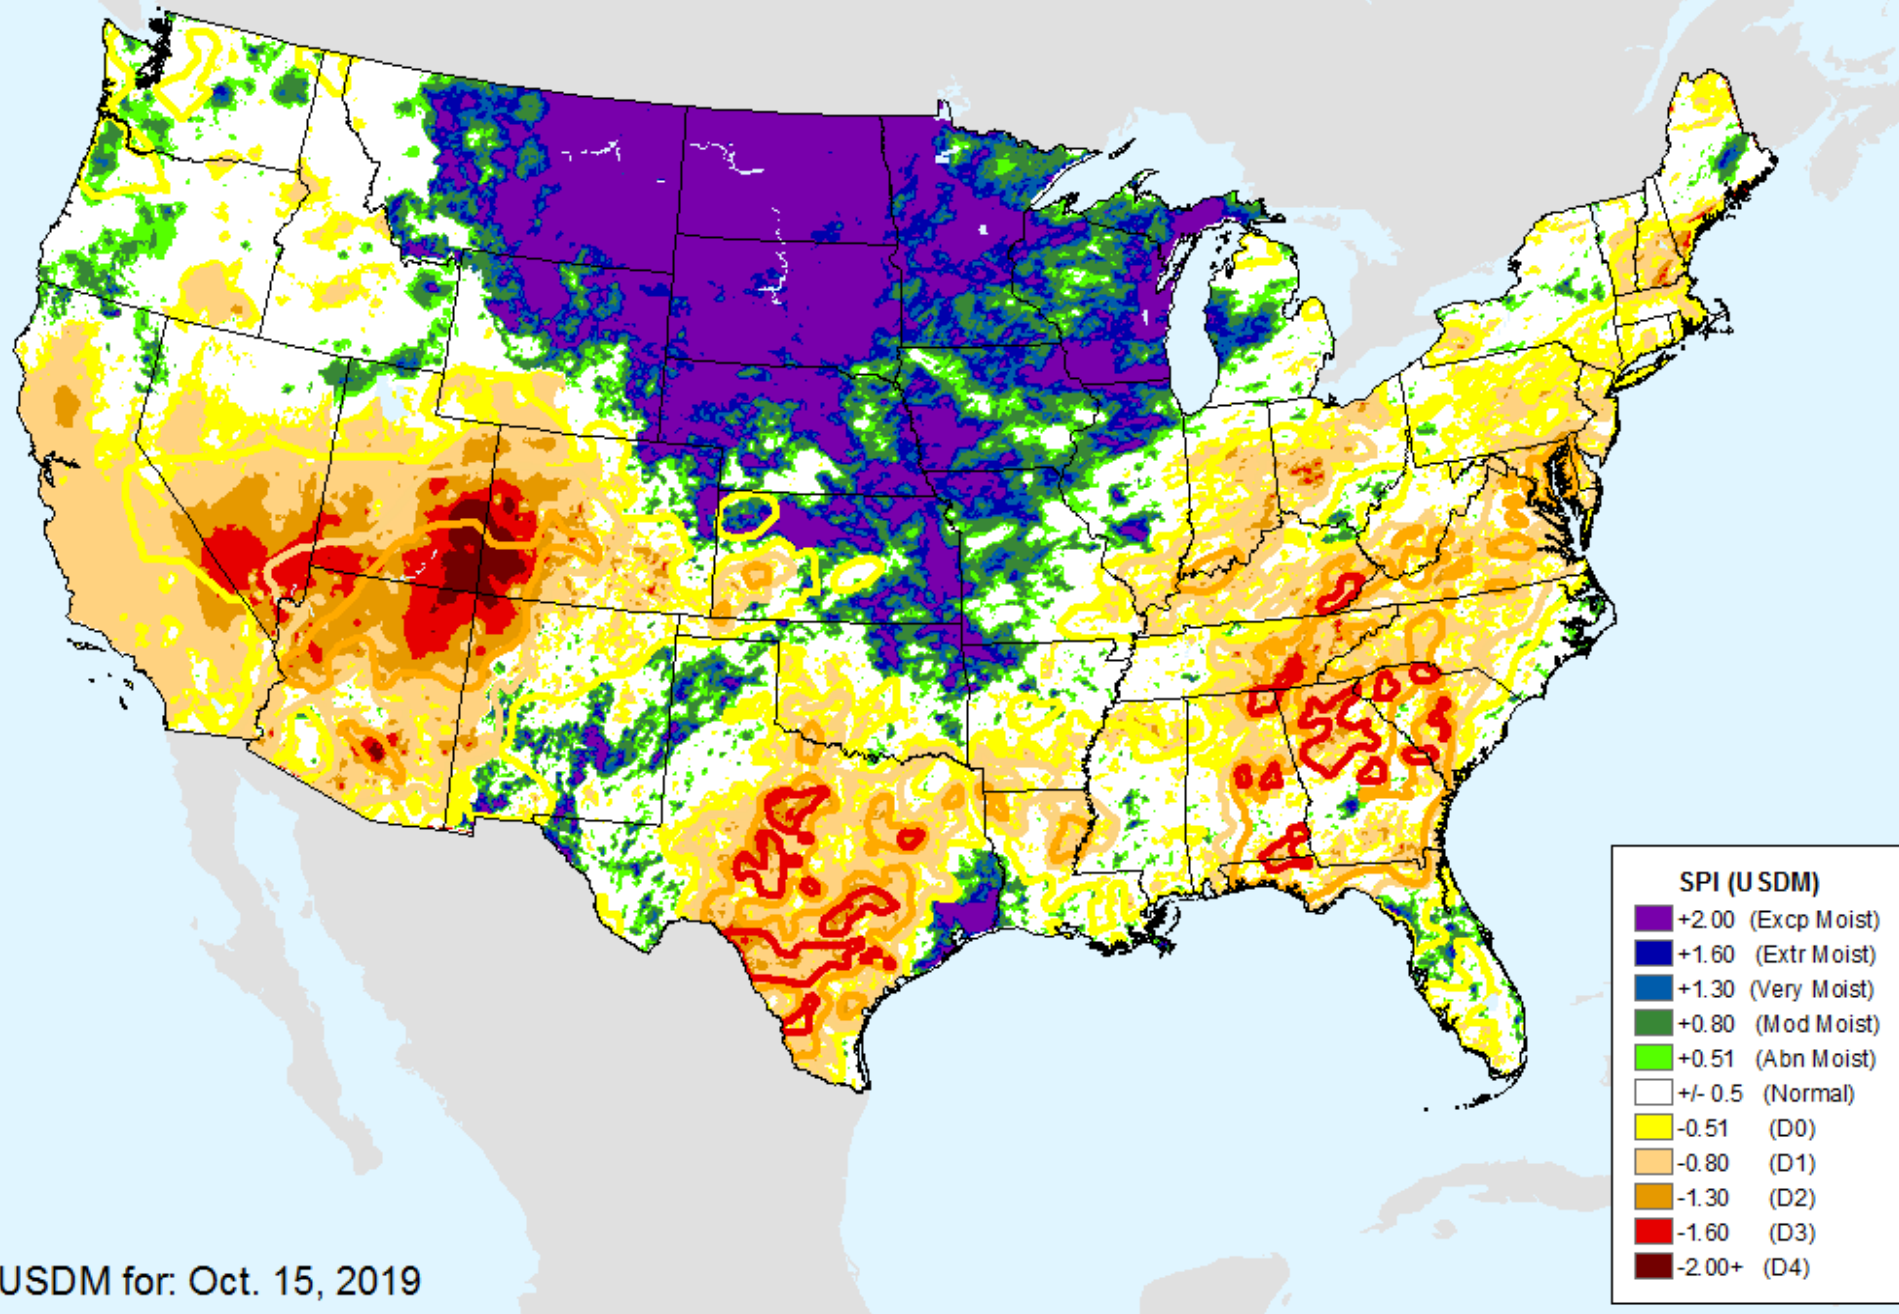 SPI (USDM)
+2.00 (Excp Moist)
+1.60 (Extr Moist)
+1.30 (Very Moist)
+0.80 (Mod Moist)
+0.51 (Abn Moist)
+/- 0.5 (Normal)
-0.51 (D0)
-0.80 (D1)
-1.30 (D2)
-1.60 (D3)
-2.00+ (D4)
USDM for: Oct. 15, 2019